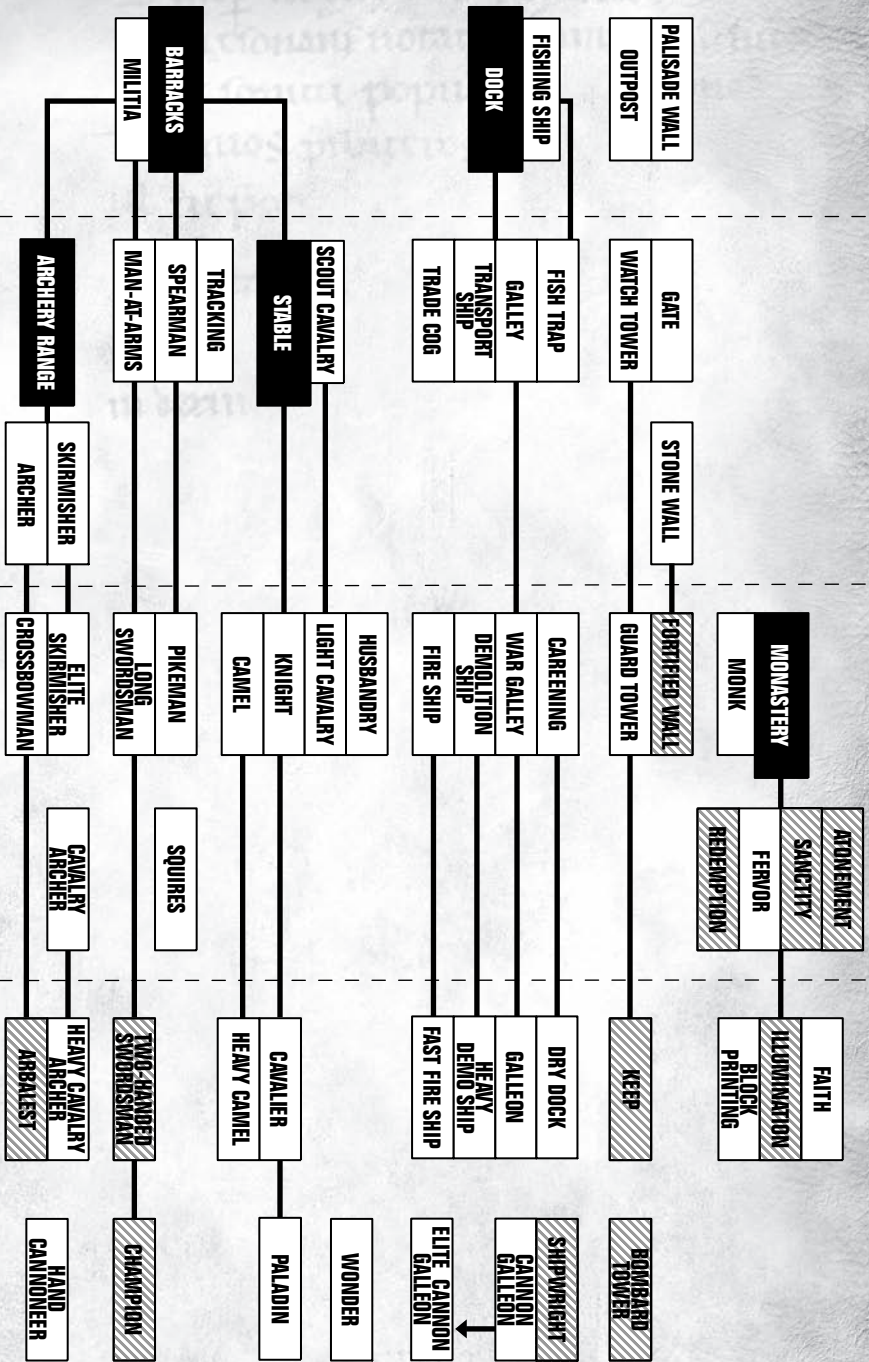 PALISADE WALL
OUTPOST
FISHING SHIP
DOCK
BARRACKS
MILITIA
GATE
WATCH TOWER
FISH TRAP
GALLEY
TRANSPORT
SHIP
TRADE COG
SCOUT CAVALRY
STABLE
TRACKING
SPEARMAN
MAN-AT-ARMS
ARCHERY RANGE
STONE WALL
SKIRMISHER
ARCHER
MONASTERY
MONK
FORTIFIED WALL
GUARD TOWER
CAREENING
WAR GALLEY
DEMOLITION
SHIP
FIRE SHIP
HUSBANDRY
LIGHT CAVALRY
KNIGHT
CAMEL
PIKEMAN
LONG
SWORDSMAN
ELITE
SKIRMISHER
CROSSBOWMAN
ATONEMENT
SANCTITY
FERVOR
REDEMPTION
SQUIRES
CAVALRY
ARCHER
FAITH
ILLUMINATION
BLOCK
PRINTING
KEEP
DRY DOCK
GALLEON
HEAVY
DEMO SHIP
FAST FIRE SHIP
CAVALIER
HEAVY CAMEL
TWO-HANDED
SWORDSMAN
HEAVY CAVALRY
ARCHER
ARBALEST
BOMBARD
TOWER
SHIPWRIGHT
CANNON
GALLEON
ELITE CANNON
GALLEON
WONDER
PALADIN
CHAMPION
HAND
CANNONEER